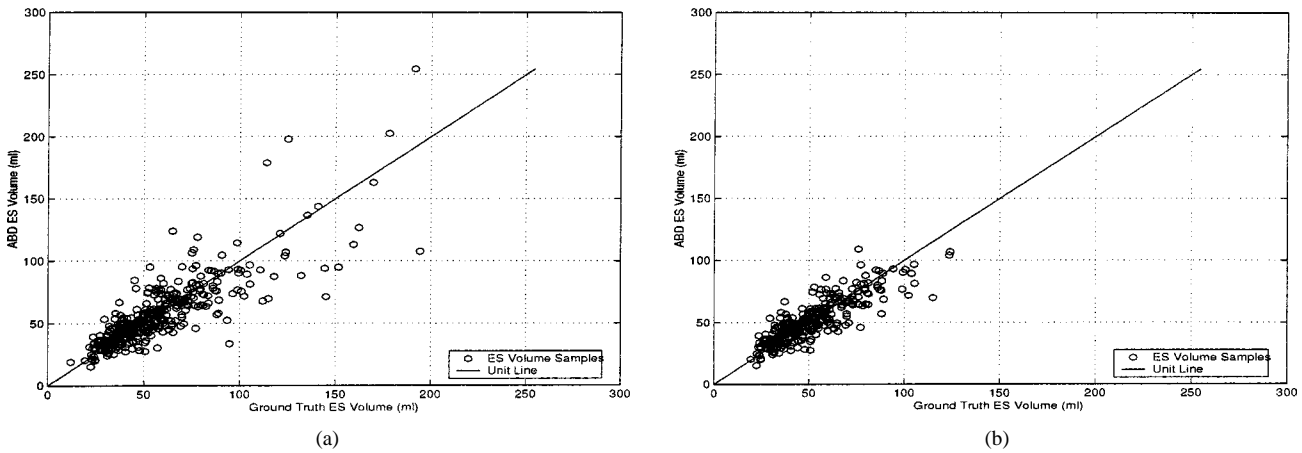 300
250
200
150
100
50
0
ABD ES Volume (ml)
ES Volume Samples
Unit Line
0 50 100 150 200 250 300
Ground Truth ES Volume (ml)
(a)
300
250
200
150
100
50
0
ABD ES Volume (ml)
ES Volume Samples
Unit Line
0 50 100 150 200 250 300
Ground Truth ES Volume (ml)
(b)